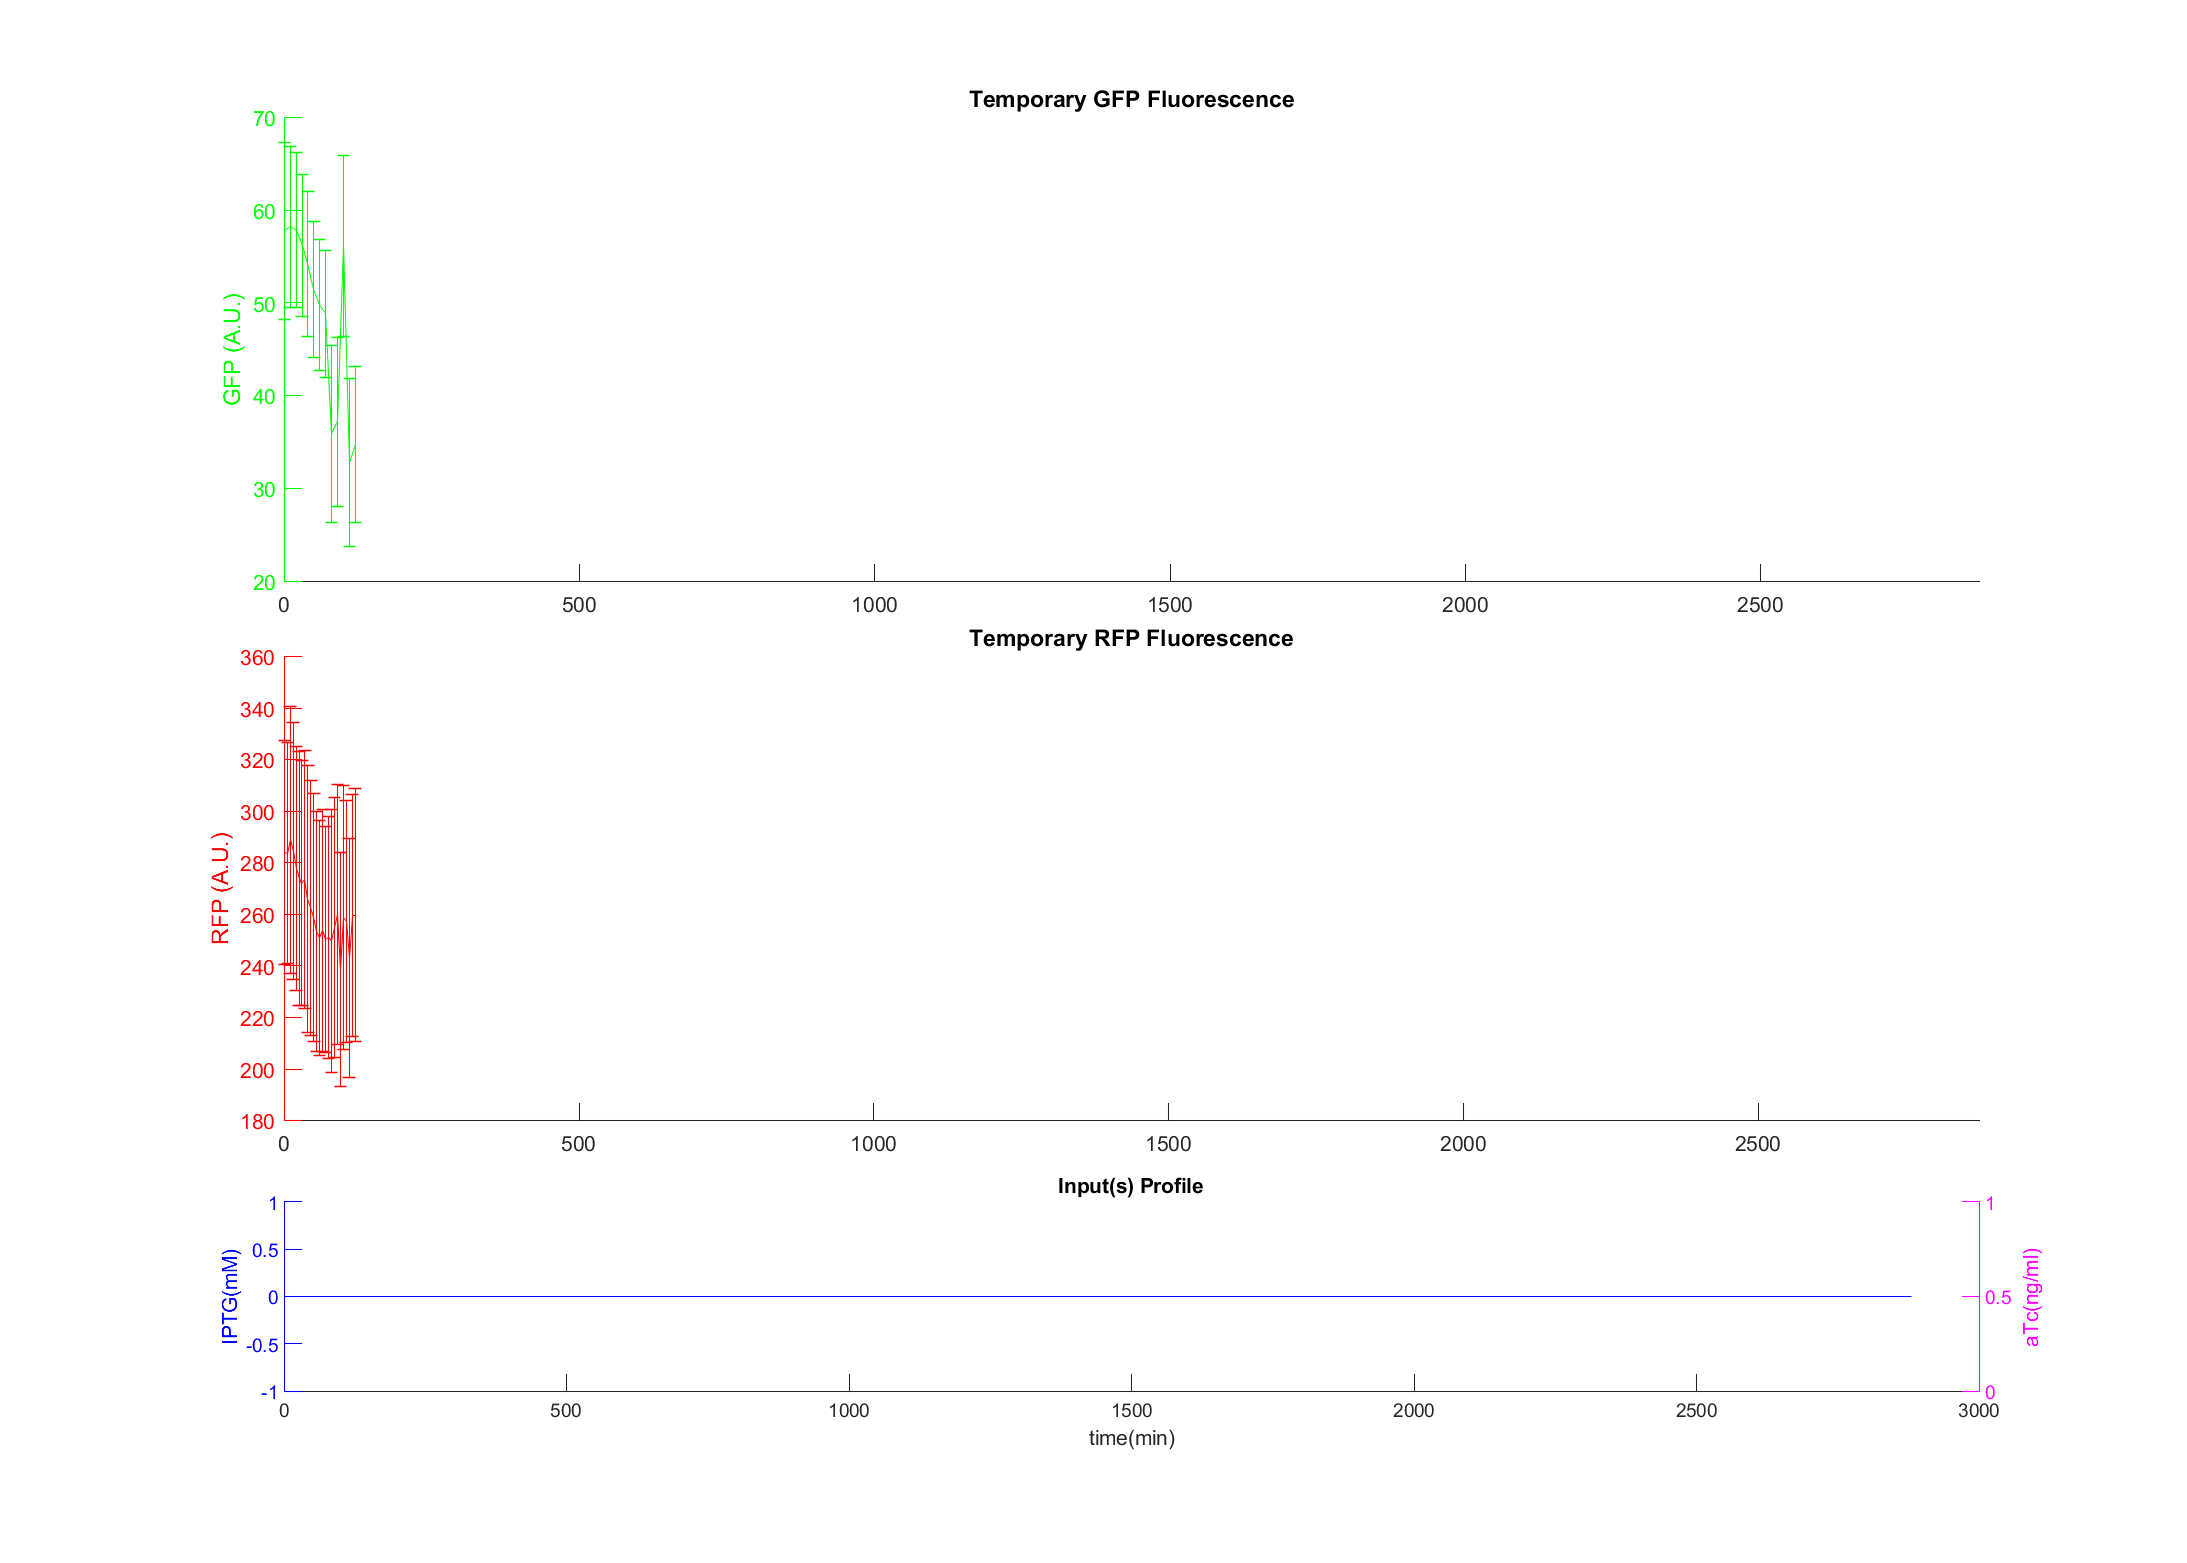 Temporary GFP Fluorescence
70
60
50
40
30
20
GFP (A.U.)
0 500 1000 1500 2000 2500
Temporary RFP Fluorescence
360
340
320
300
280
260
240
220
200
180
RFP (A.U.)
0 500 1000 1500 2000 2500
Input(s) Profile
1
0.5
0
-0.5
-1
IPTG(mM)
1
0.5
0
aTc(ng/ml)
0 500 1000 1500 2000 2500 3000
time(min)